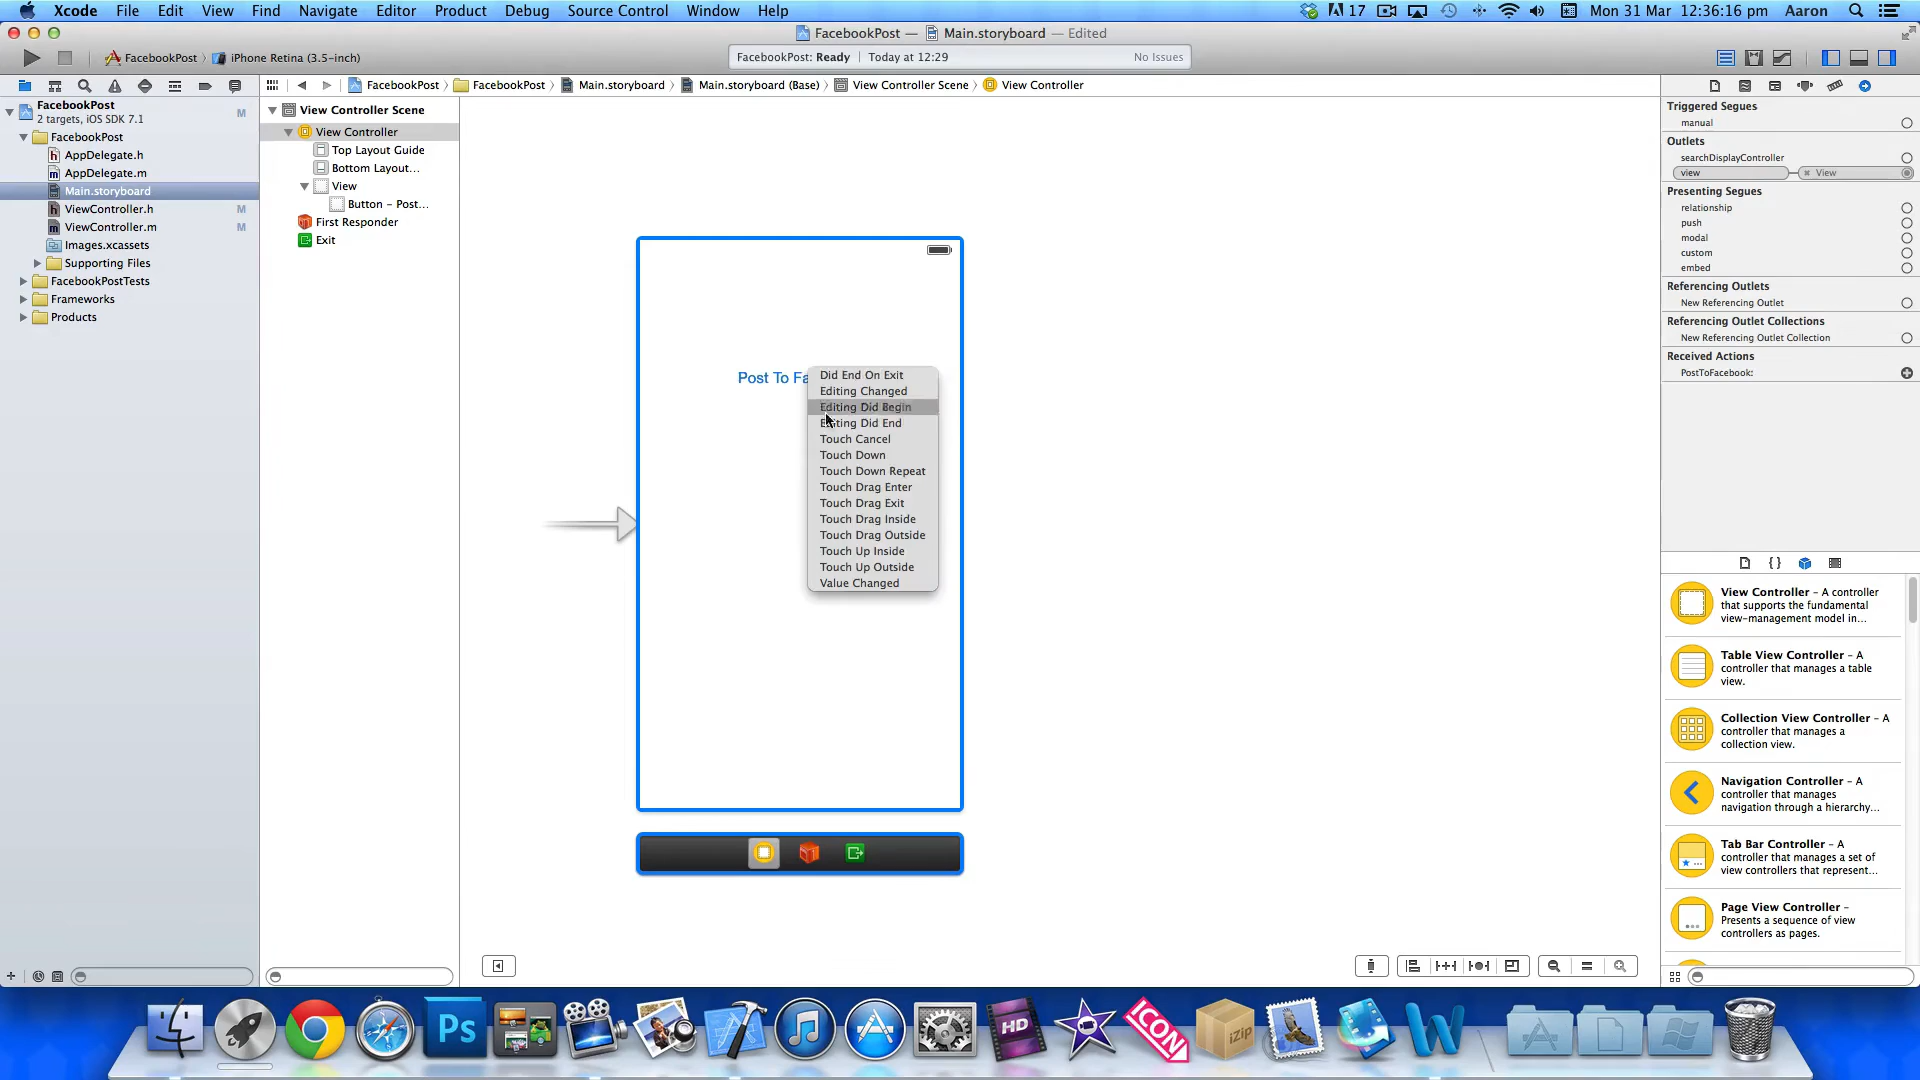 Xcode File Edit View Find Navigate Editor Product Debug Source Control Window Help 17 Mon 31 Mar 12:36:16 pm Aaron
FacebookPost — Main.storyboard — Edited
FacebookPost iPhone Retina (3.5-inch) FacebookPost: Ready Today at 12:29 No Issues
FacebookPost FacebookPost Main.storyboard Main.storyboard (Base) View Controller Scene View Controller
FacebookPost
2 targets, iOS SDK 7.1 M
FacebookPost
AppDelegate.h
AppDelegate.m
Main.storyboard
ViewController.h M
ViewController.m M
Images.xcassets
Supporting Files
FacebookPostTests
Frameworks
Products
View Controller Scene
View Controller
Top Layout Guide
Bottom Layout...
View
Button – Post...
First Responder
Exit
Post To Fa
Did End On Exit
Editing Changed
Editing Did Begin
Editing Did End
Touch Cancel
Touch Down
Touch Down Repeat
Touch Drag Enter
Touch Drag Exit
Touch Drag Inside
Touch Drag Outside
Touch Up Inside
Touch Up Outside
Value Changed
Triggered Segues
manual
Outlets
searchDisplayController
view View
Presenting Segues
relationship
push
modal
custom
embed
Referencing Outlets
New Referencing Outlet
Referencing Outlet Collections
New Referencing Outlet Collection
Received Actions
PostToFacebook:
View Controller – A controller
that supports the fundamental
view-management model in...
Table View Controller – A
controller that manages a table
view.
Collection View Controller – A
controller that manages a
collection view.
Navigation Controller – A
controller that manages
navigation through a hierarchy...
Tab Bar Controller – A
controller that manages a set of
view controllers that represent...
Page View Controller –
Presents a sequence of view
controllers as pages.
Ps
HD
ICON
iZip
W